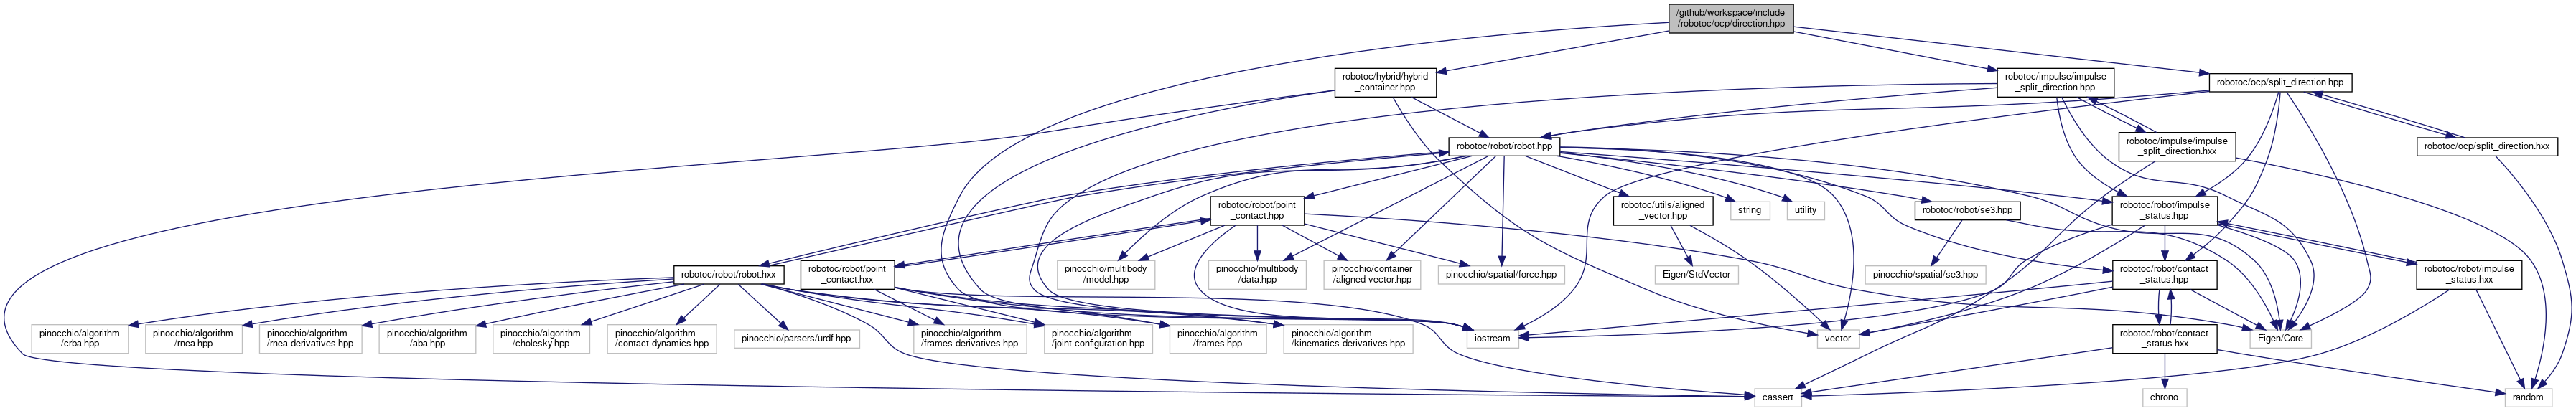 /github/workspace/include
/robotoc/ocp/direction.hpp
robotoc/hybrid/hybrid
_container.hpp
robotoc/impulse/impulse
_split_direction.hpp
robotoc/ocp/split_direction.hpp
robotoc/robot/robot.hpp
robotoc/impulse/impulse
_split_direction.hxx
robotoc/ocp/split_direction.hxx
robotoc/robot/point
_contact.hpp
robotoc/utils/aligned
_vector.hpp
string
utility
robotoc/robot/se3.hpp
robotoc/robot/impulse
_status.hpp
robotoc/robot/robot.hxx
robotoc/robot/point
_contact.hxx
pinocchio/multibody
/model.hpp
pinocchio/multibody
/data.hpp
pinocchio/container
/aligned-vector.hpp
pinocchio/spatial/force.hpp
Eigen/StdVector
pinocchio/spatial/se3.hpp
robotoc/robot/contact
_status.hpp
robotoc/robot/impulse
_status.hxx
pinocchio/algorithm
/crba.hpp
pinocchio/algorithm
/rnea.hpp
pinocchio/algorithm
/rnea-derivatives.hpp
pinocchio/algorithm
/aba.hpp
pinocchio/algorithm
/cholesky.hpp
pinocchio/algorithm
/contact-dynamics.hpp
pinocchio/parsers/urdf.hpp
pinocchio/algorithm
/frames-derivatives.hpp
pinocchio/algorithm
/joint-configuration.hpp
pinocchio/algorithm
/frames.hpp
pinocchio/algorithm
/kinematics-derivatives.hpp
iostream
vector
robotoc/robot/contact
_status.hxx
Eigen/Core
cassert
chrono
random